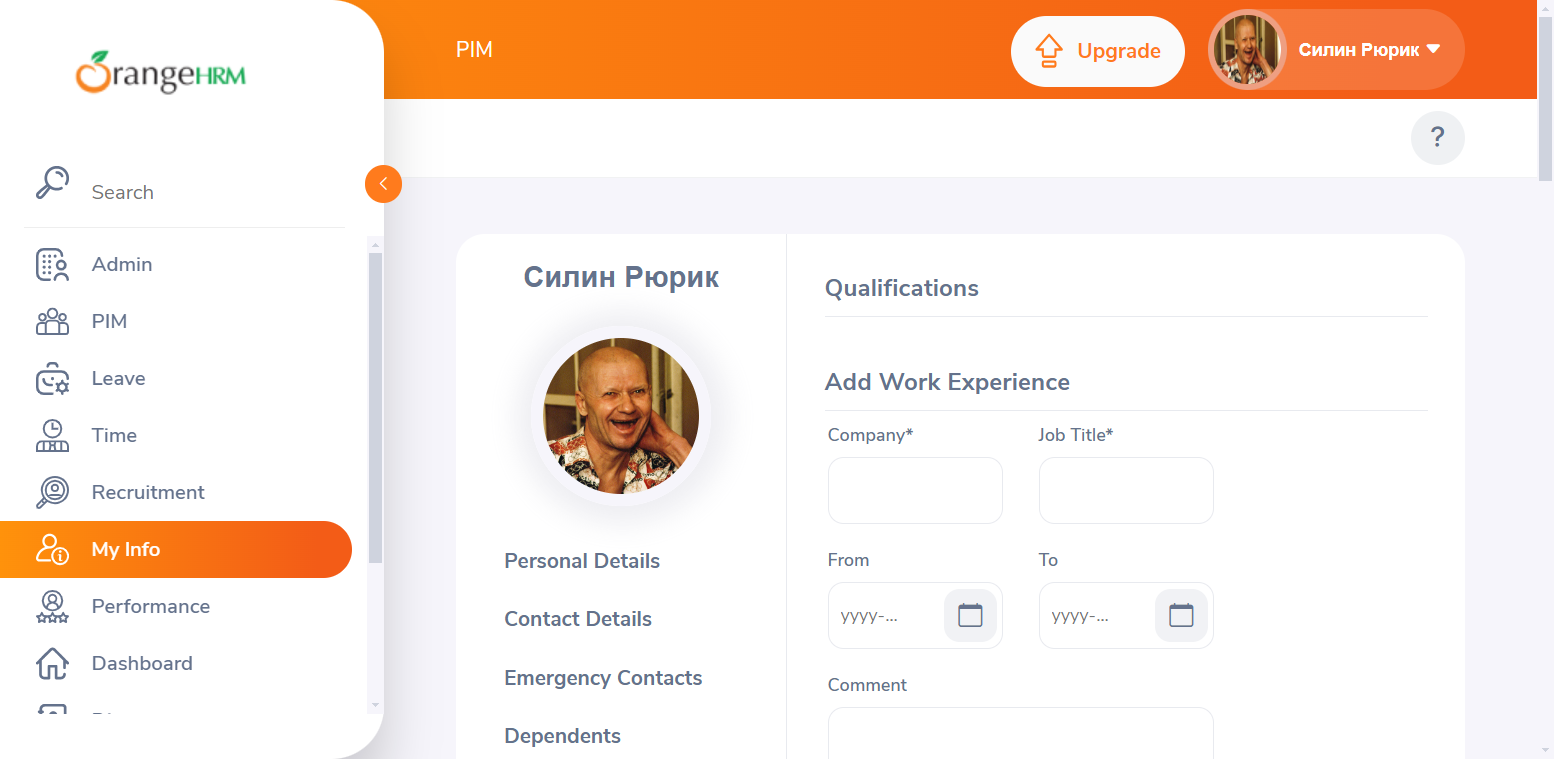 OrangeHRM
PIM
Upgrade
Силин Рюрик
?
Search
Admin
PIM
Leave
Time
Recruitment
My Info
Performance
Dashboard
Силин Рюрик
Personal Details
Contact Details
Emergency Contacts
Dependents
Qualifications
Add Work Experience
Company*
Job Title*
From
To
yyyy-...
yyyy-...
Comment